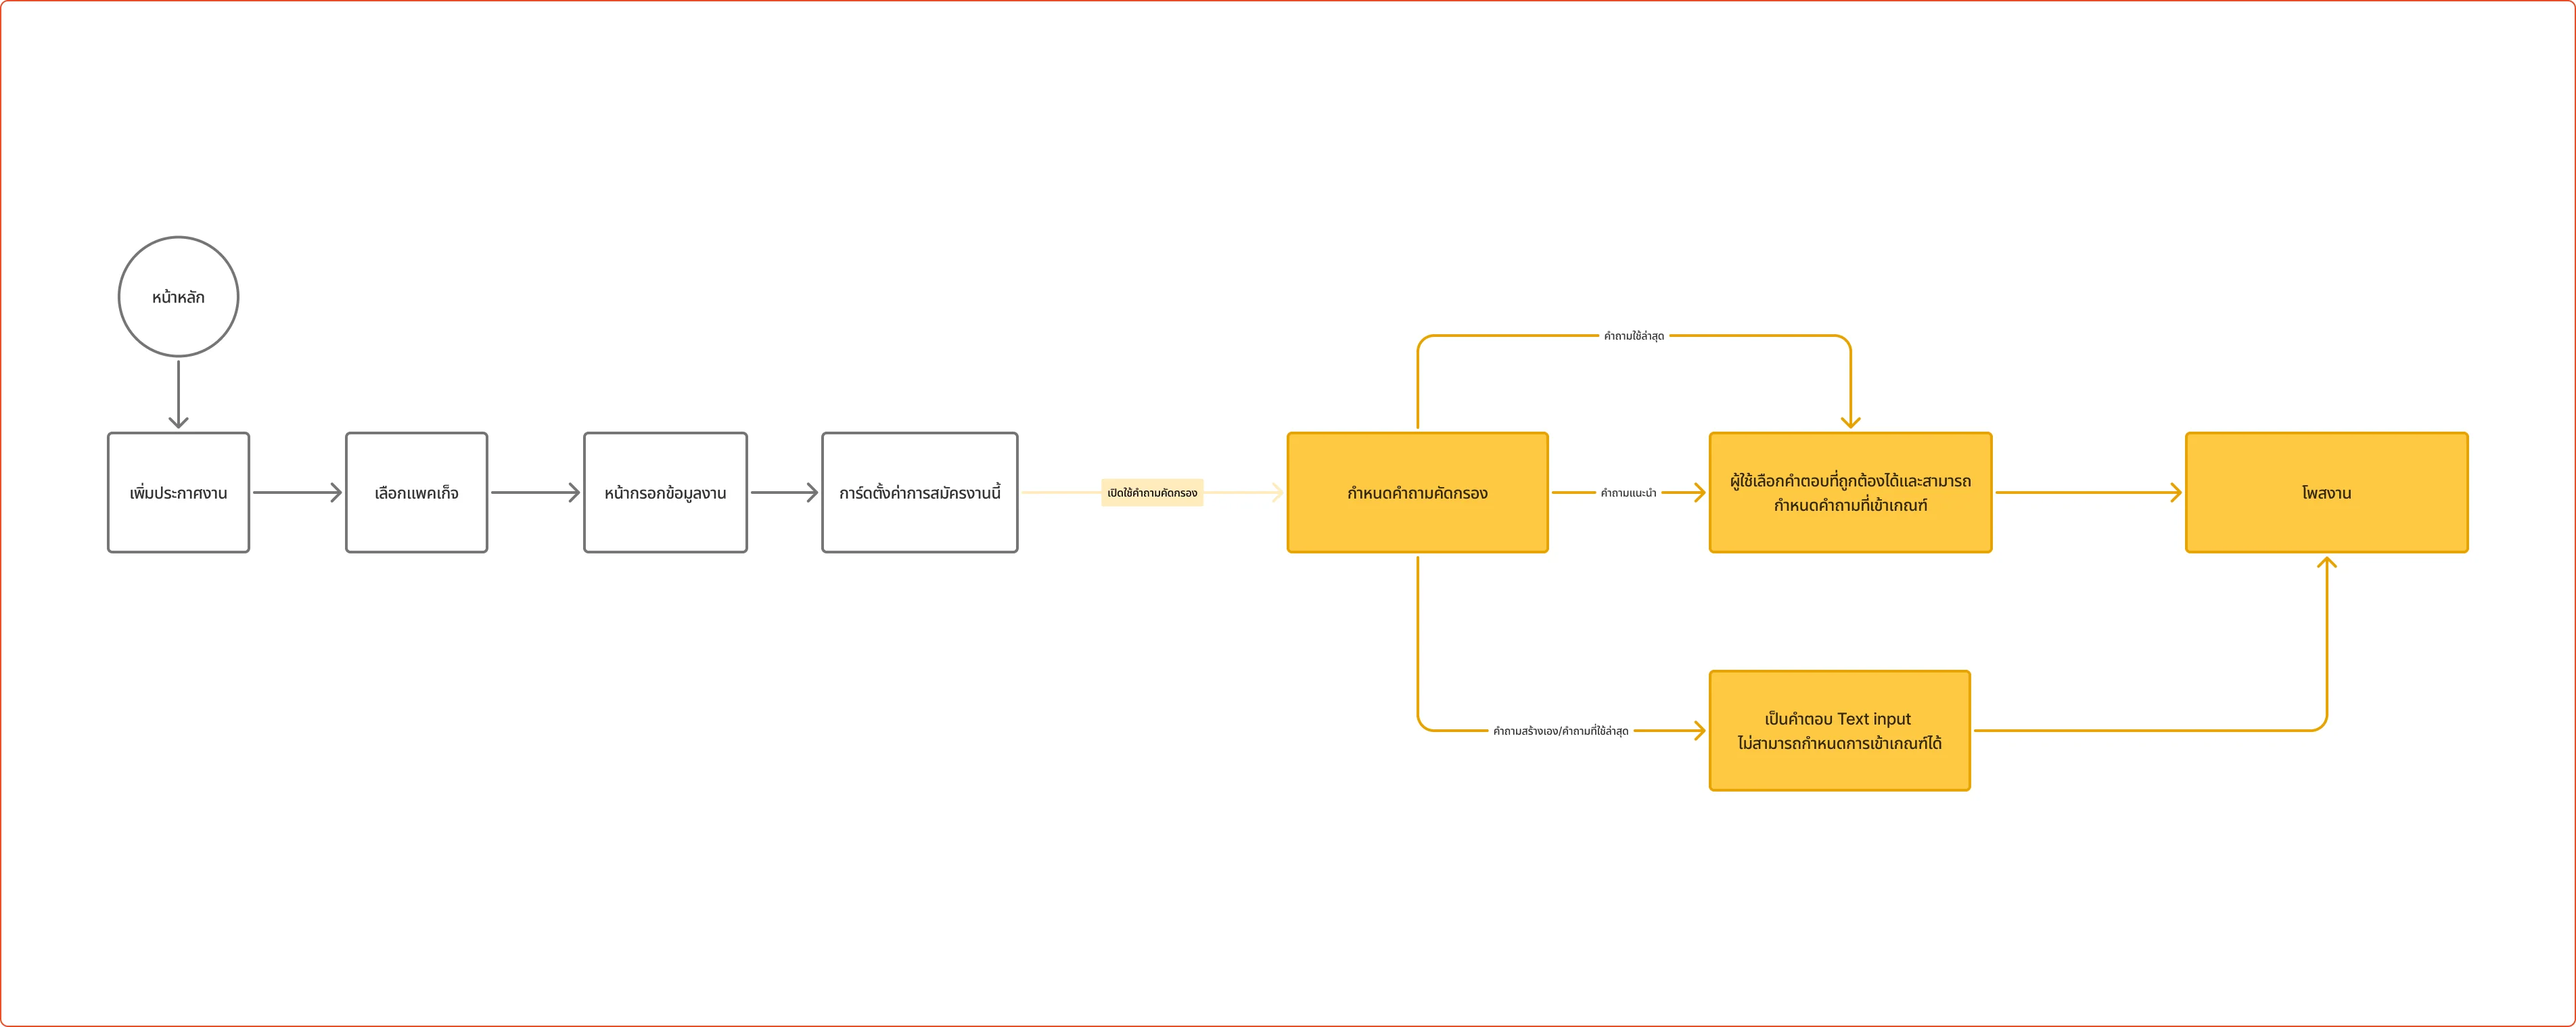 หน้าหลัก
เพิ่มประกาศงาน
เลือกแพคเก็จ
หน้ากรอกข้อมูลงาน
การ์ดตั้งค่าการสมัครงานนี้
เปิดใช้คำถามคัดกรอง
กำหนดคำถามคัดกรอง
คำถามใช้ล่าสุด
คำถามแนะนำ
ผู้ใช้เลือกคำตอบที่ถูกต้องได้และสามารถ
กำหนดคำถามที่เข้าเกณฑ์
โพสงาน
คำถามสร้างเอง/คำถามที่ใช้ล่าสุด
เป็นคำตอบ Text input
ไม่สามารถกำหนดการเข้าเกณฑ์ได้